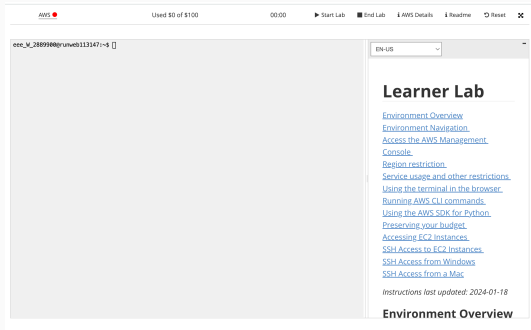 AWS Used $0 of $100 00:00 Start Lab End Lab i AWS Details i Readme Reset
eee_W_2889900@runweb113147:~$
EN-US
Learner Lab
Environment Overview
Environment Navigation
Access the AWS Management
Console
Region restriction
Service usage and other restrictions
Using the terminal in the browser
Running AWS CLI commands
Using the AWS SDK for Python
Preserving your budget
Accessing EC2 Instances
SSH Access to EC2 Instances
SSH Access from Windows
SSH Access from a Mac
Instructions last updated: 2024-01-18
Environment Overview